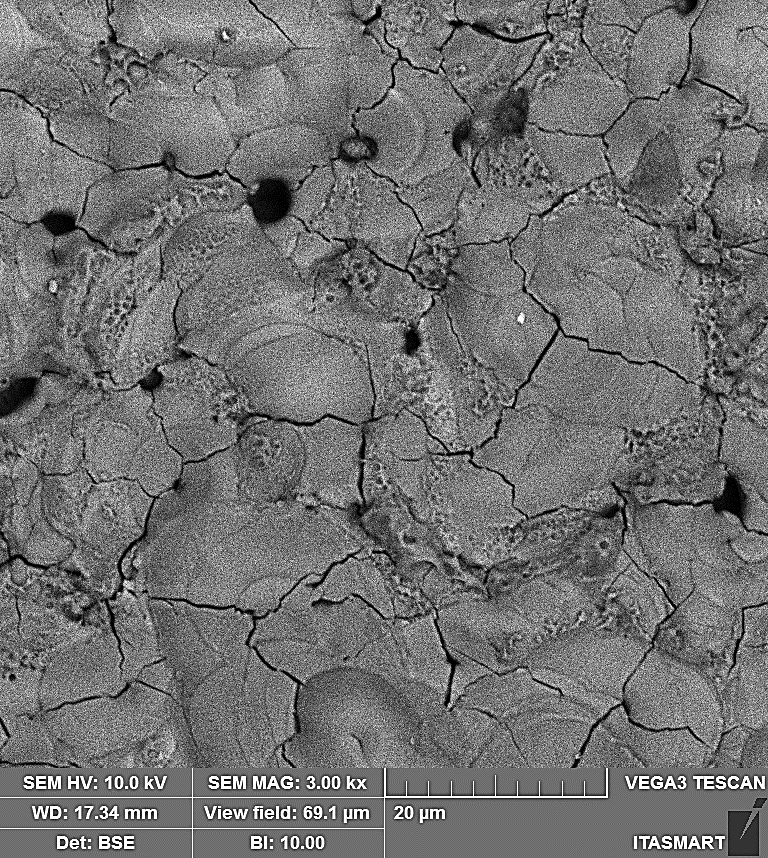 SEM HV: 10.0 kV
SEM MAG: 3.00 kx
VEGA3 TESCAN
WD: 17.34 mm
View field: 69.1 µm
20 µm
Det: BSE
BI: 10.00
ITASMART